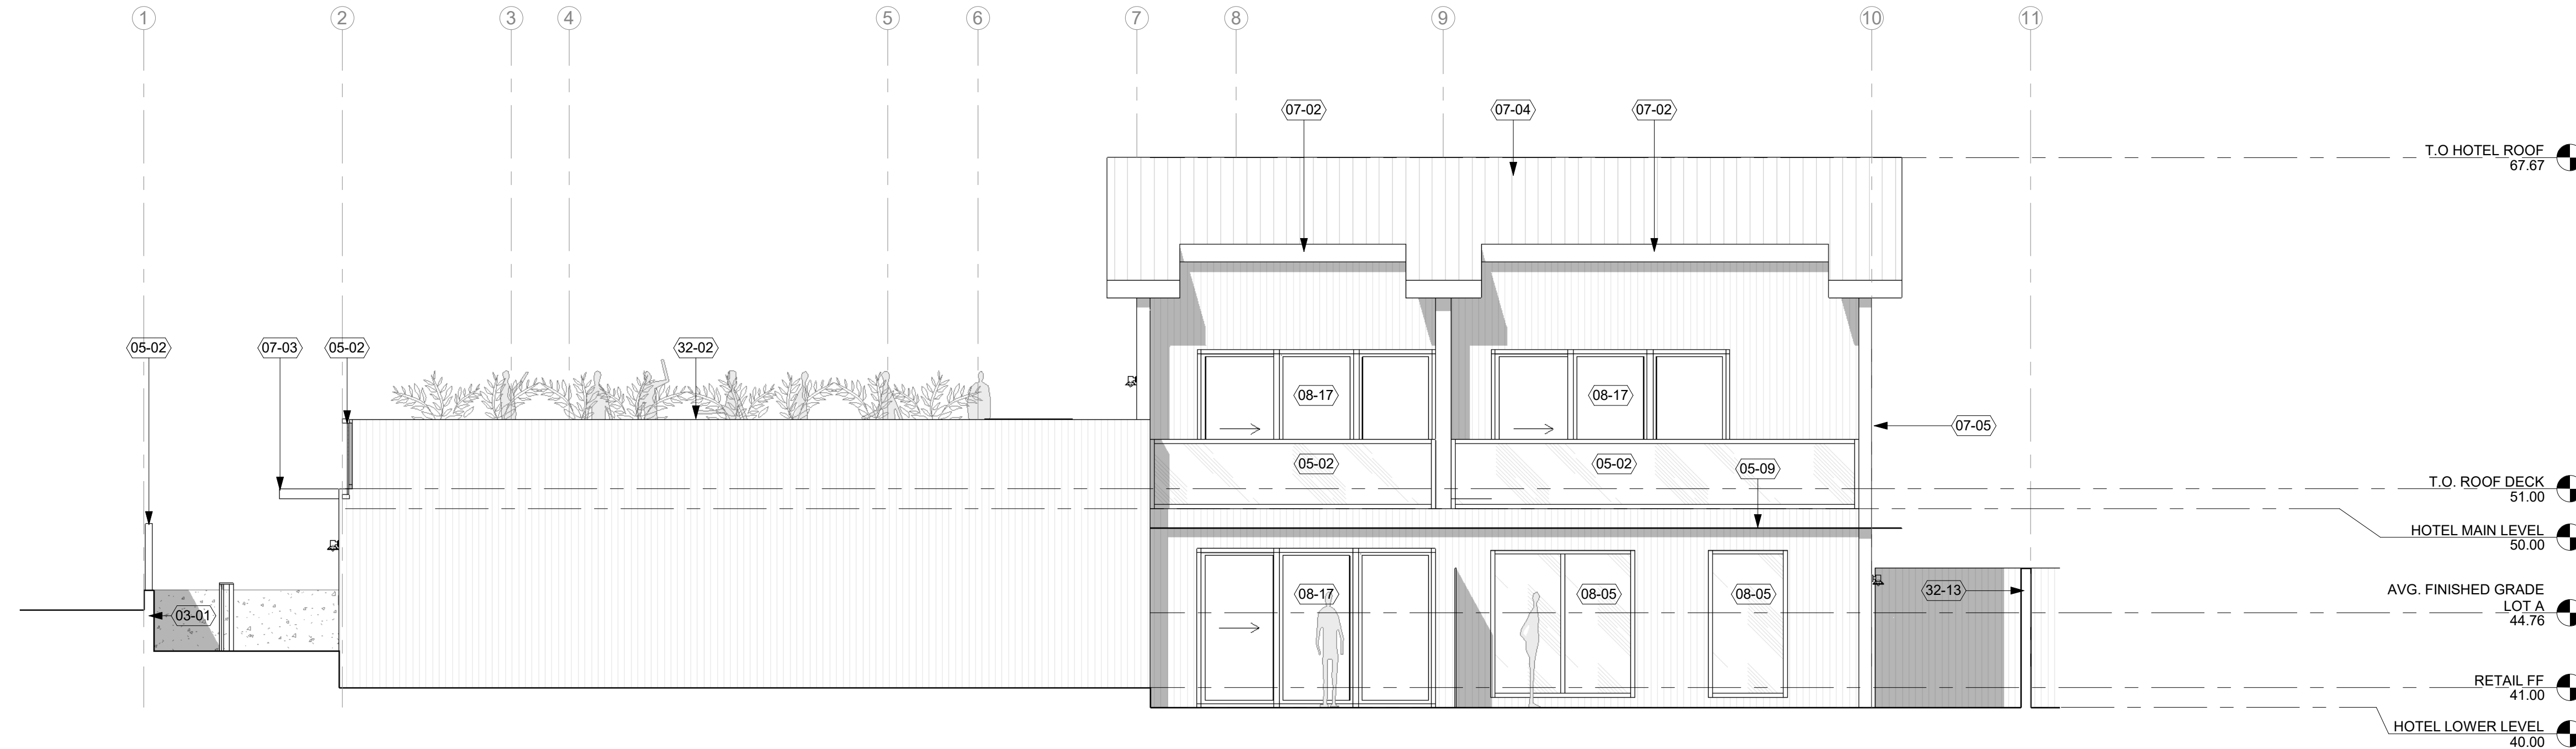 1 2 3 4 5 6 7 8 9 10 11
07-02 07-04 07-02
T.O HOTEL ROOF
67.67
05-02 07-03 05-02 32-02
08-17 08-17
07-05
05-02 05-02 05-09
T.O. ROOF DECK
51.00
HOTEL MAIN LEVEL
50.00
03-01 08-17 08-05 08-05 32-13
AVG. FINISHED GRADE
LOT A
44.76
RETAIL FF
41.00
HOTEL LOWER LEVEL
40.00